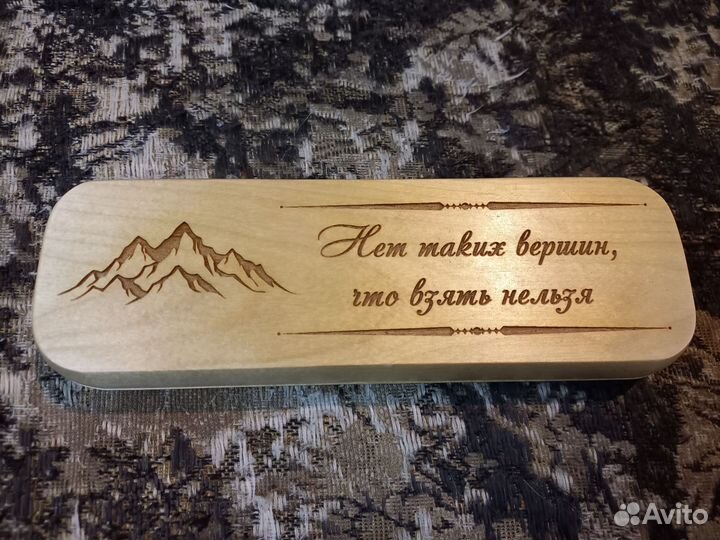 Нет таких вершин,
что взять нельзя
Avito